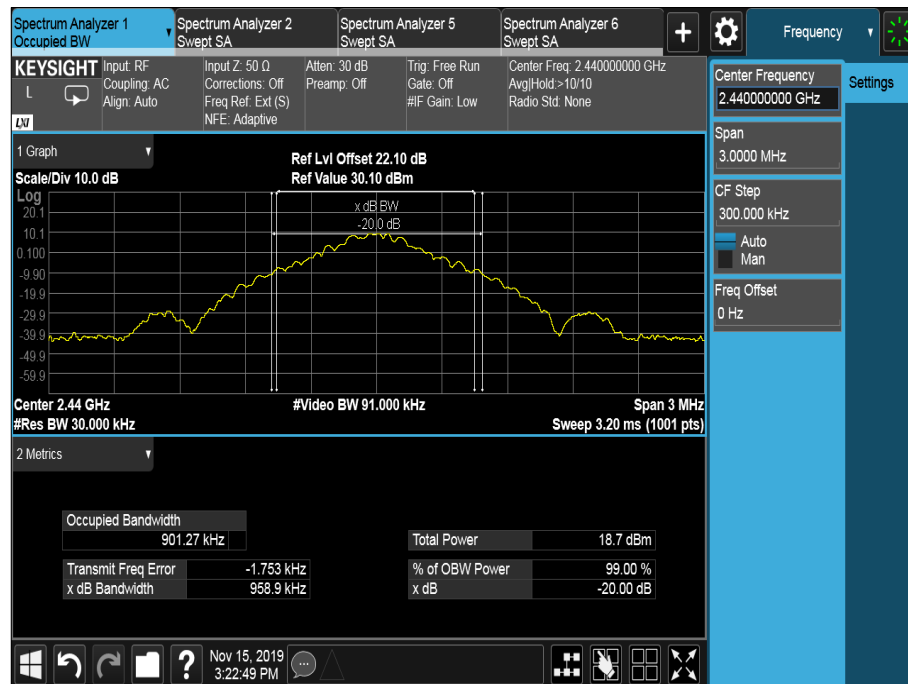 Spectrum Analyzer 1
Occupied BW
Spectrum Analyzer 2
Swept SA
Spectrum Analyzer 5
Swept SA
Spectrum Analyzer 6
Swept SA
+
Frequency
KEYSIGHT
L
LXI
Input: RF
Coupling: AC
Align: Auto
Input Z: 50 Ω
Corrections: Off
Freq Ref: Ext (S)
NFE: Adaptive
Atten: 30 dB
Preamp: Off
Trig: Free Run
Gate: Off
#IF Gain: Low
Center Freq: 2.440000000 GHz
Avg|Hold:>10/10
Radio Std: None
Center Frequency
2.440000000 GHz
Settings
Span
3.0000 MHz
CF Step
300.000 kHz
Auto
Man
Freq Offset
0 Hz
1 Graph
Scale/Div 10.0 dB
Ref Lvl Offset 22.10 dB
Ref Value 30.10 dBm
Log
20.1
10.1
0.100
-9.90
-19.9
-29.9
-39.9
-49.9
-59.9
x dB BW
-20.0 dB
Center 2.44 GHz
#Video BW 91.000 kHz
Span 3 MHz
#Res BW 30.000 kHz
Sweep 3.20 ms (1001 pts)
2 Metrics
Occupied Bandwidth
901.27 kHz
Total Power 18.7 dBm
Transmit Freq Error -1.753 kHz
% of OBW Power 99.00 %
x dB Bandwidth 958.9 kHz
x dB -20.00 dB
?
Nov 15, 2019
3:22:49 PM